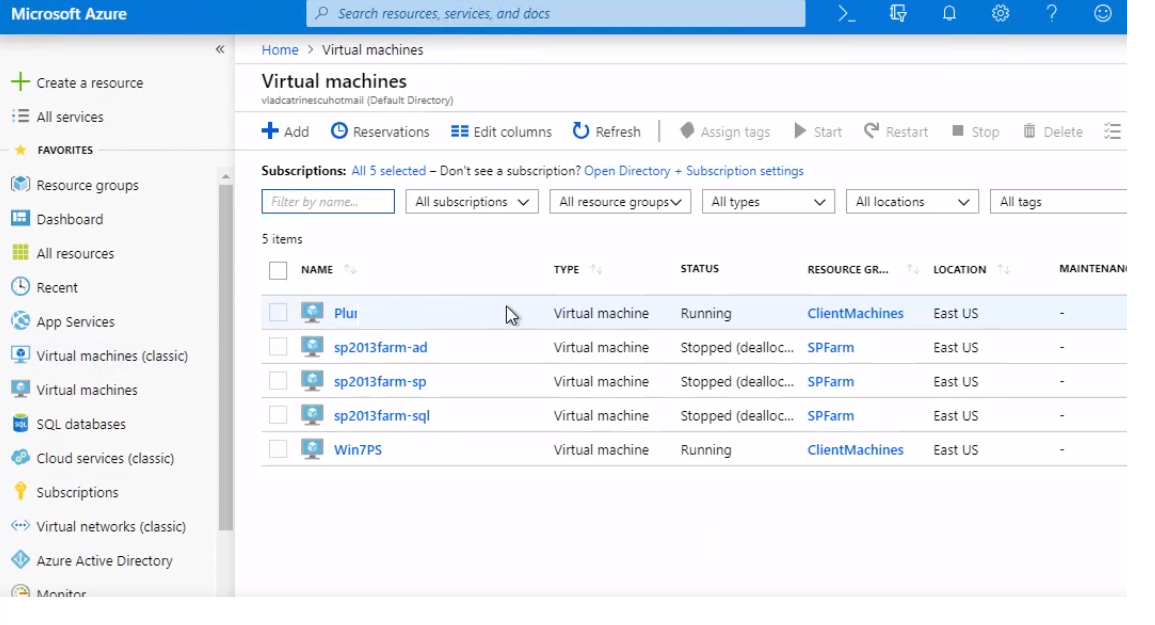 Microsoft Azure
Search resources, services, and docs
«
Create a resource
All services
FAVORITES
Resource groups
Dashboard
All resources
Recent
App Services
Virtual machines (classic)
Virtual machines
SQL databases
Cloud services (classic)
Subscriptions
Virtual networks (classic)
Azure Active Directory
Monitor
Home > Virtual machines
Virtual machines
vladcatrinescuhotmail (Default Directory)
Add Reservations Edit columns Refresh Assign tags Start Restart Stop Delete
Subscriptions: All 5 selected – Don't see a subscription? Open Directory + Subscription settings
Filter by name... All subscriptions All resource groups All types All locations All tags
5 items
NAME TYPE STATUS RESOURCE GR... LOCATION MAINTENAN
Plur Virtual machine Running ClientMachines East US -
sp2013farm-ad Virtual machine Stopped (dealloc... SPFarm East US -
sp2013farm-sp Virtual machine Stopped (dealloc... SPFarm East US -
sp2013farm-sql Virtual machine Stopped (dealloc... SPFarm East US -
Win7PS Virtual machine Running ClientMachines East US -